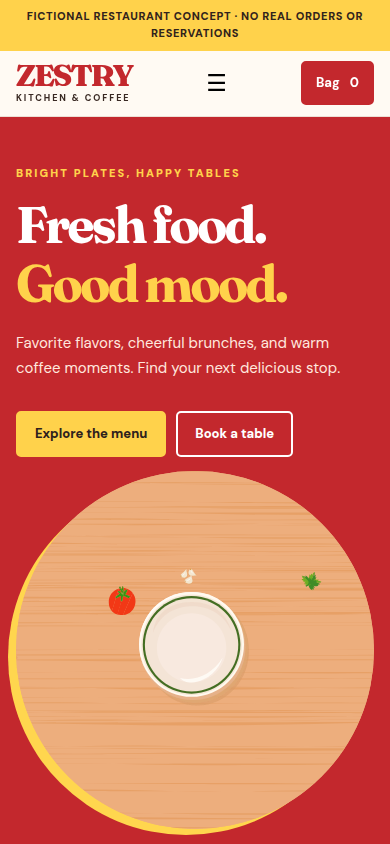 FICTIONAL RESTAURANT CONCEPT · NO REAL ORDERS OR
RESERVATIONS
ZESTRY
KITCHEN & COFFEE
Bag 0
BRIGHT PLATES, HAPPY TABLES
Fresh food.
Good mood.
Favorite flavors, cheerful brunches, and warm
coffee moments. Find your next delicious stop.
Explore the menu
Book a table